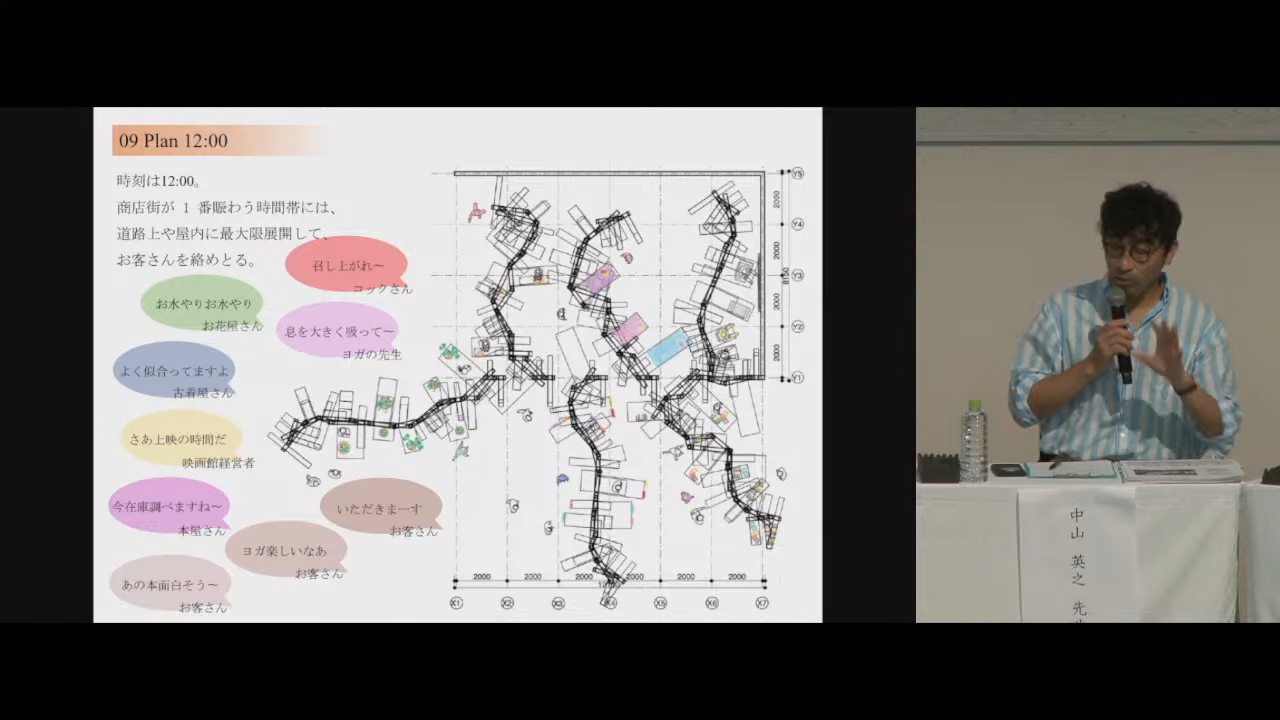 09 Plan 12:00
時刻は12:00。
商店街が 1 番賑わう時間帯には、
道路上や屋内に最大限展開して、
お客さんを絡めとる。
召し上がれ〜
コックさん
お水やりお水やり
お花屋さん
息を大きく吸って〜
ヨガの先生
よく似合ってますよ
古着屋さん
さあ上映の時間だ
映画館経営者
今在庫調べますね〜
本屋さん
いただきまーす
お客さん
ヨガ楽しいなあ
お客さん
あの本面白そう〜
お客さん
Y5
2000
Y4
2000
Y3
2000
Y2
2000
Y1
2000
2000
2000
2000
2000
2000
X1
X2
X3
X4
X5
X6
X7
中山 英之 先